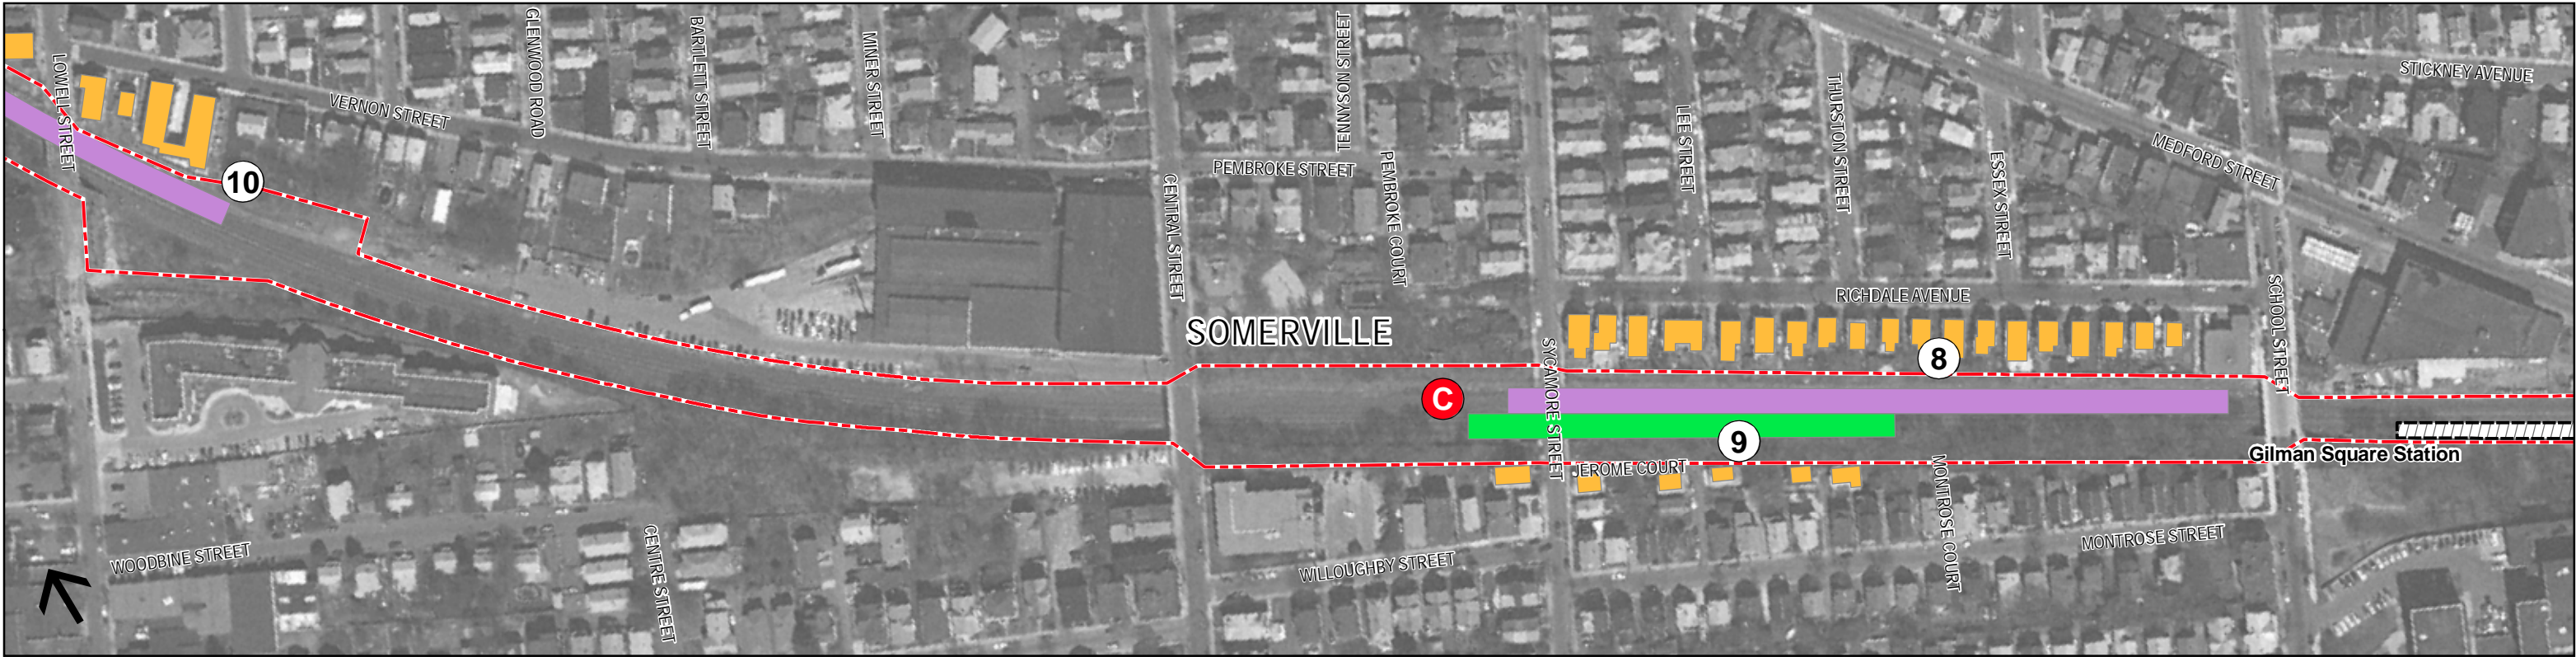 LOWELL STREET
GLENWOOD ROAD
BARTLETT STREET
MINER STREET
TENNYSON STREET
STICKNEY AVENUE
VERNON STREET
PEMBROKE STREET
PEMBROKE COURT
LEE STREET
THURSTON STREET
ESSEX STREET
MEDFORD STREET
10
CENTRAL STREET
RICHDALE AVENUE
SCHOOL STREET
SOMERVILLE
SYCAMORE STREET
8
C
9
Gilman Square Station
JEROME COURT
MONTROSE COURT
MONTROSE STREET
WOODBINE STREET
CENTRE STREET
WILLOUGHBY STREET